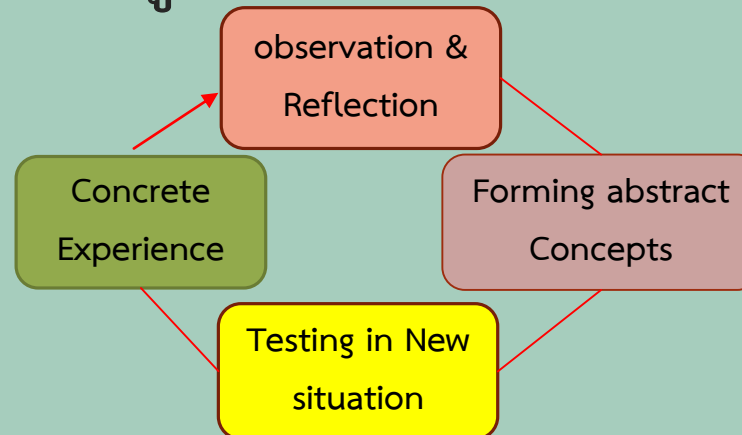 observation &
Reflection
Concrete
Experience
Forming abstract
Concepts
Testing in New
situation